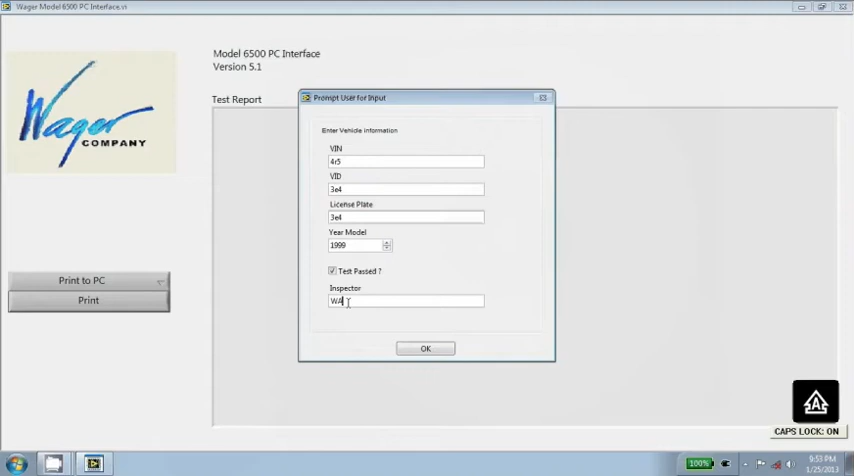 Wager Model 6500 PC Interface.vi
Wager
COMPANY
Model 6500 PC Interface
Version 5.1
Test Report
Print to PC
Print
Prompt User for Input
Enter Vehicle Information
VIN
4r5
VID
3e4
License Plate
3e4
Year Model
1999
Test Passed ?
Inspector
WA
OK
A
CAPS LOCK: ON
100%
9:53 PM
1/25/2013